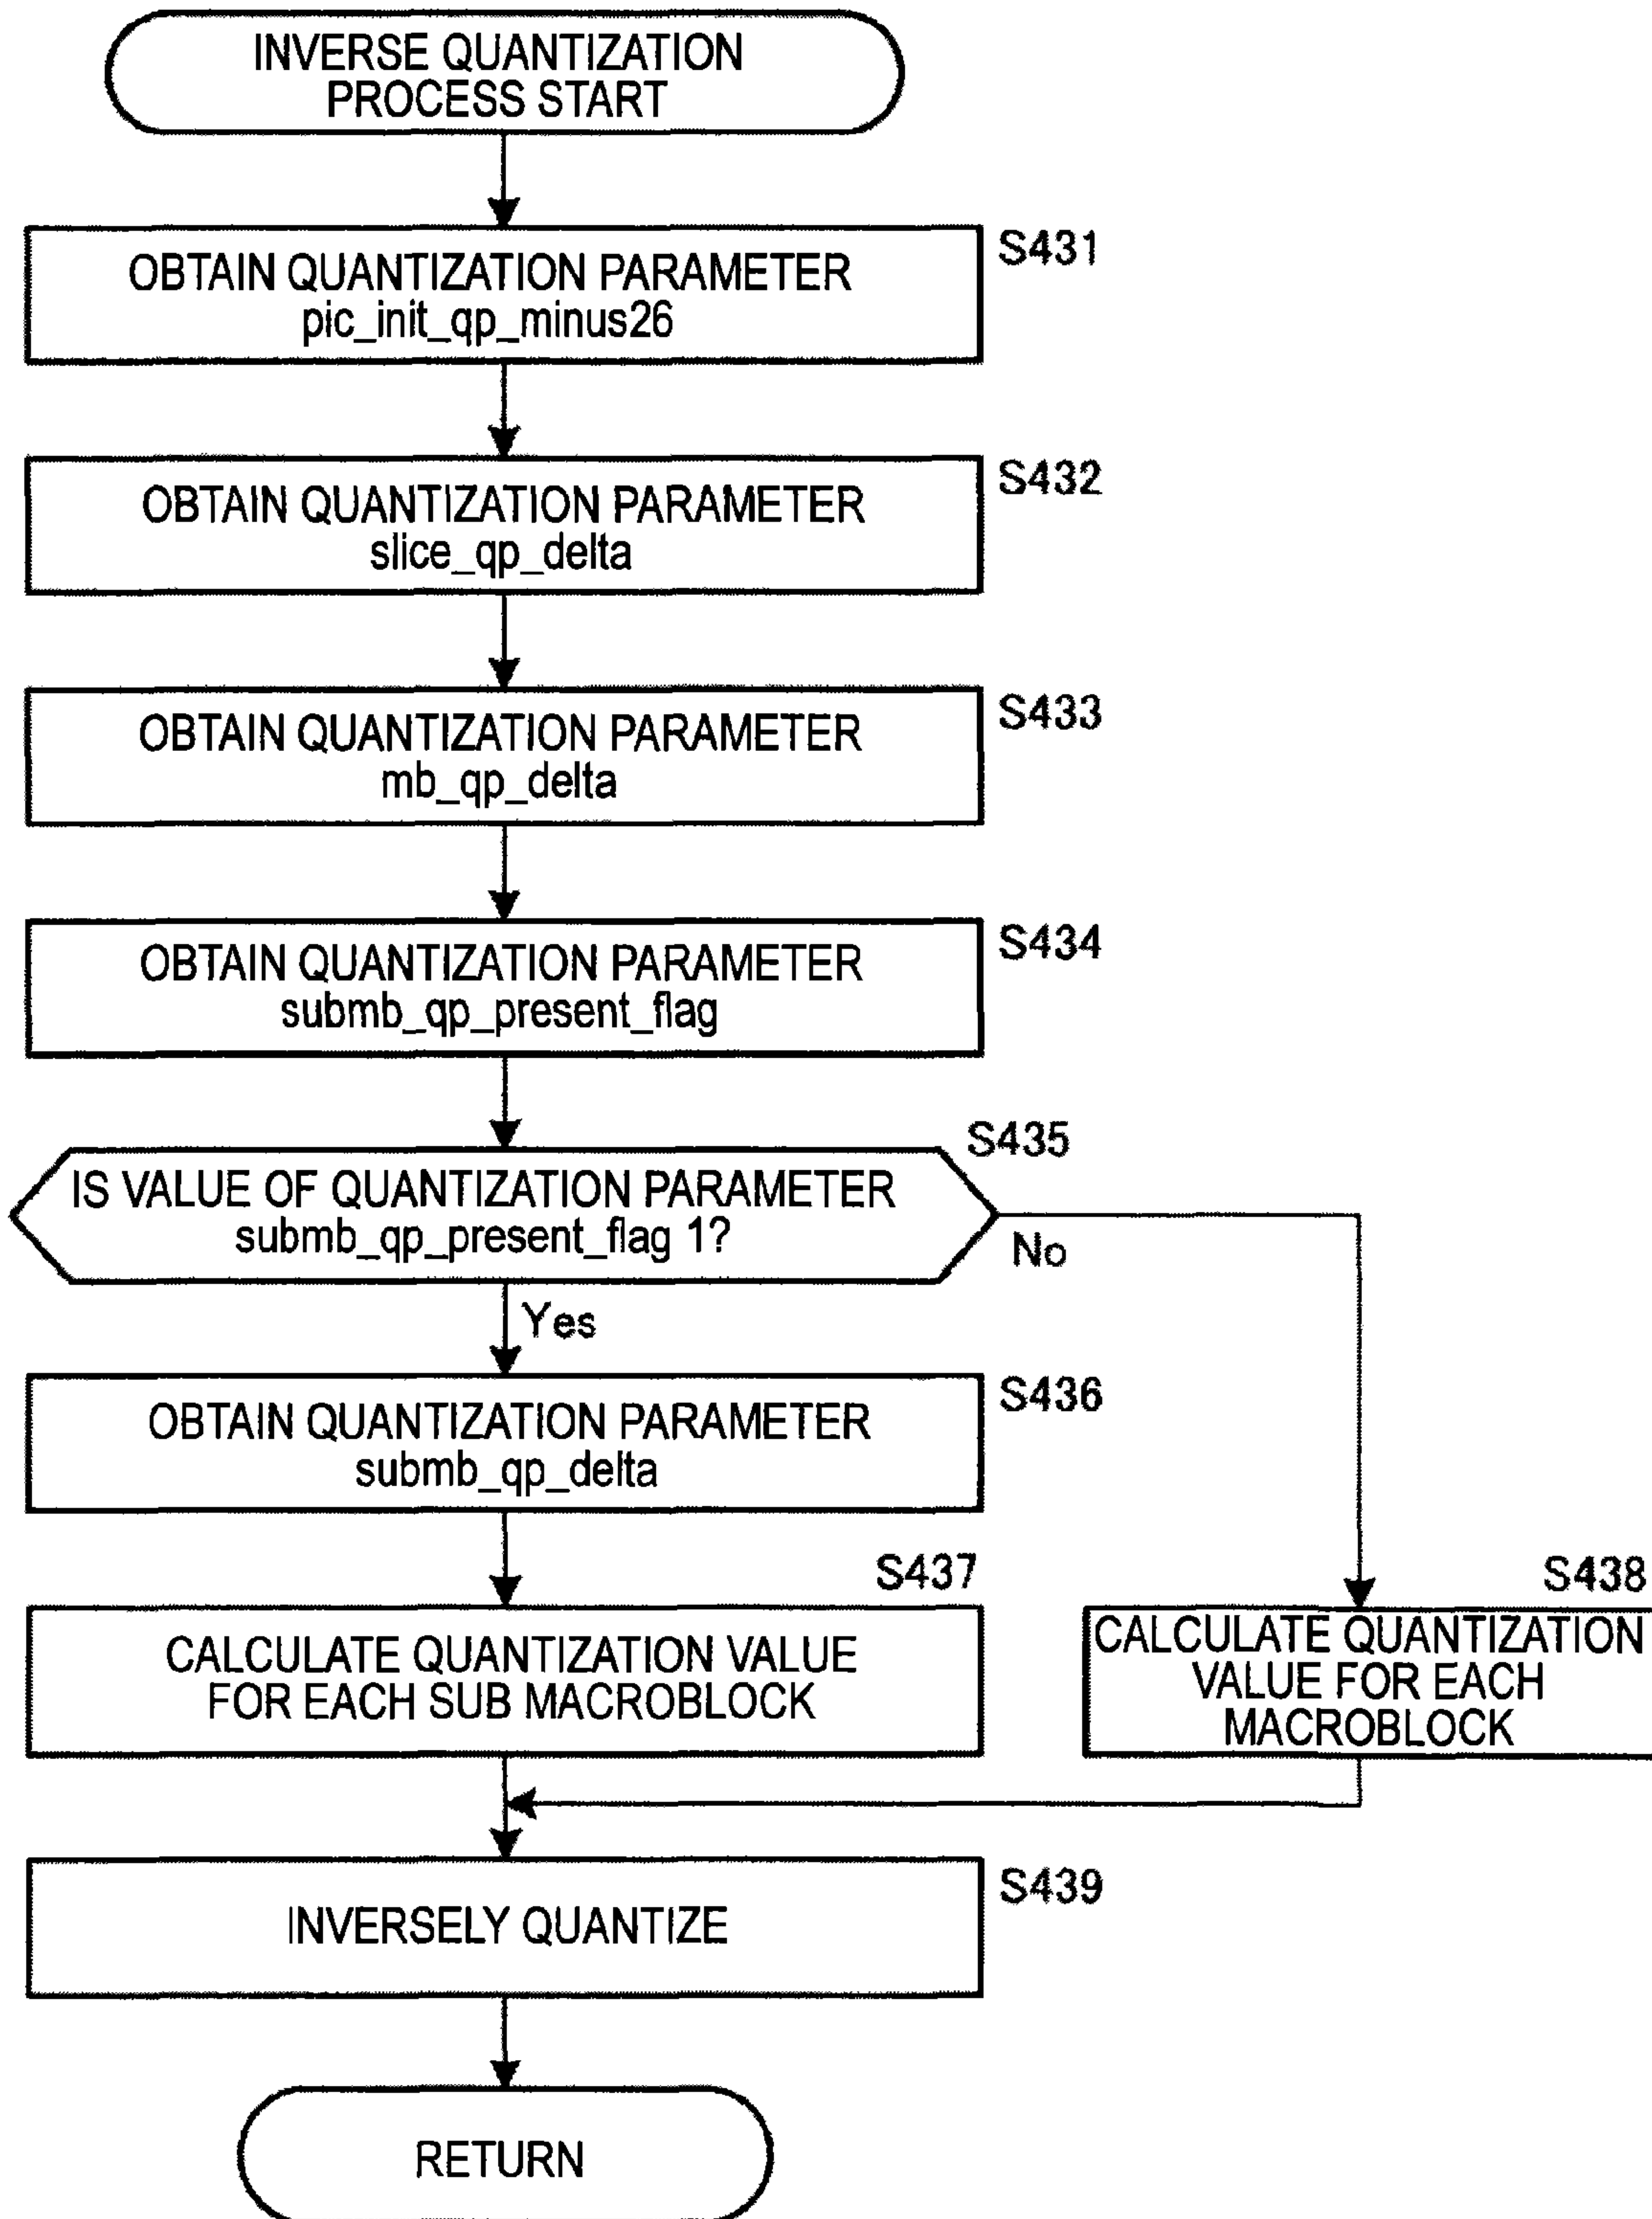 INVERSE QUANTIZATION
PROCESS START
S431
OBTAIN QUANTIZATION PARAMETER
pic_init_qp_minus26
S432
OBTAIN QUANTIZATION PARAMETER
slice_qp_delta
S433
OBTAIN QUANTIZATION PARAMETER
mb_qp_delta
S434
OBTAIN QUANTIZATION PARAMETER
submb_qp_present_flag
S435
IS VALUE OF QUANTIZATION PARAMETER
submb_qp_present_flag 1?
No
Yes
S436
OBTAIN QUANTIZATION PARAMETER
submb_qp_delta
S437
CALCULATE QUANTIZATION VALUE
FOR EACH SUB MACROBLOCK
S438
CALCULATE QUANTIZATION
VALUE FOR EACH
MACROBLOCK
S439
INVERSELY QUANTIZE
RETURN